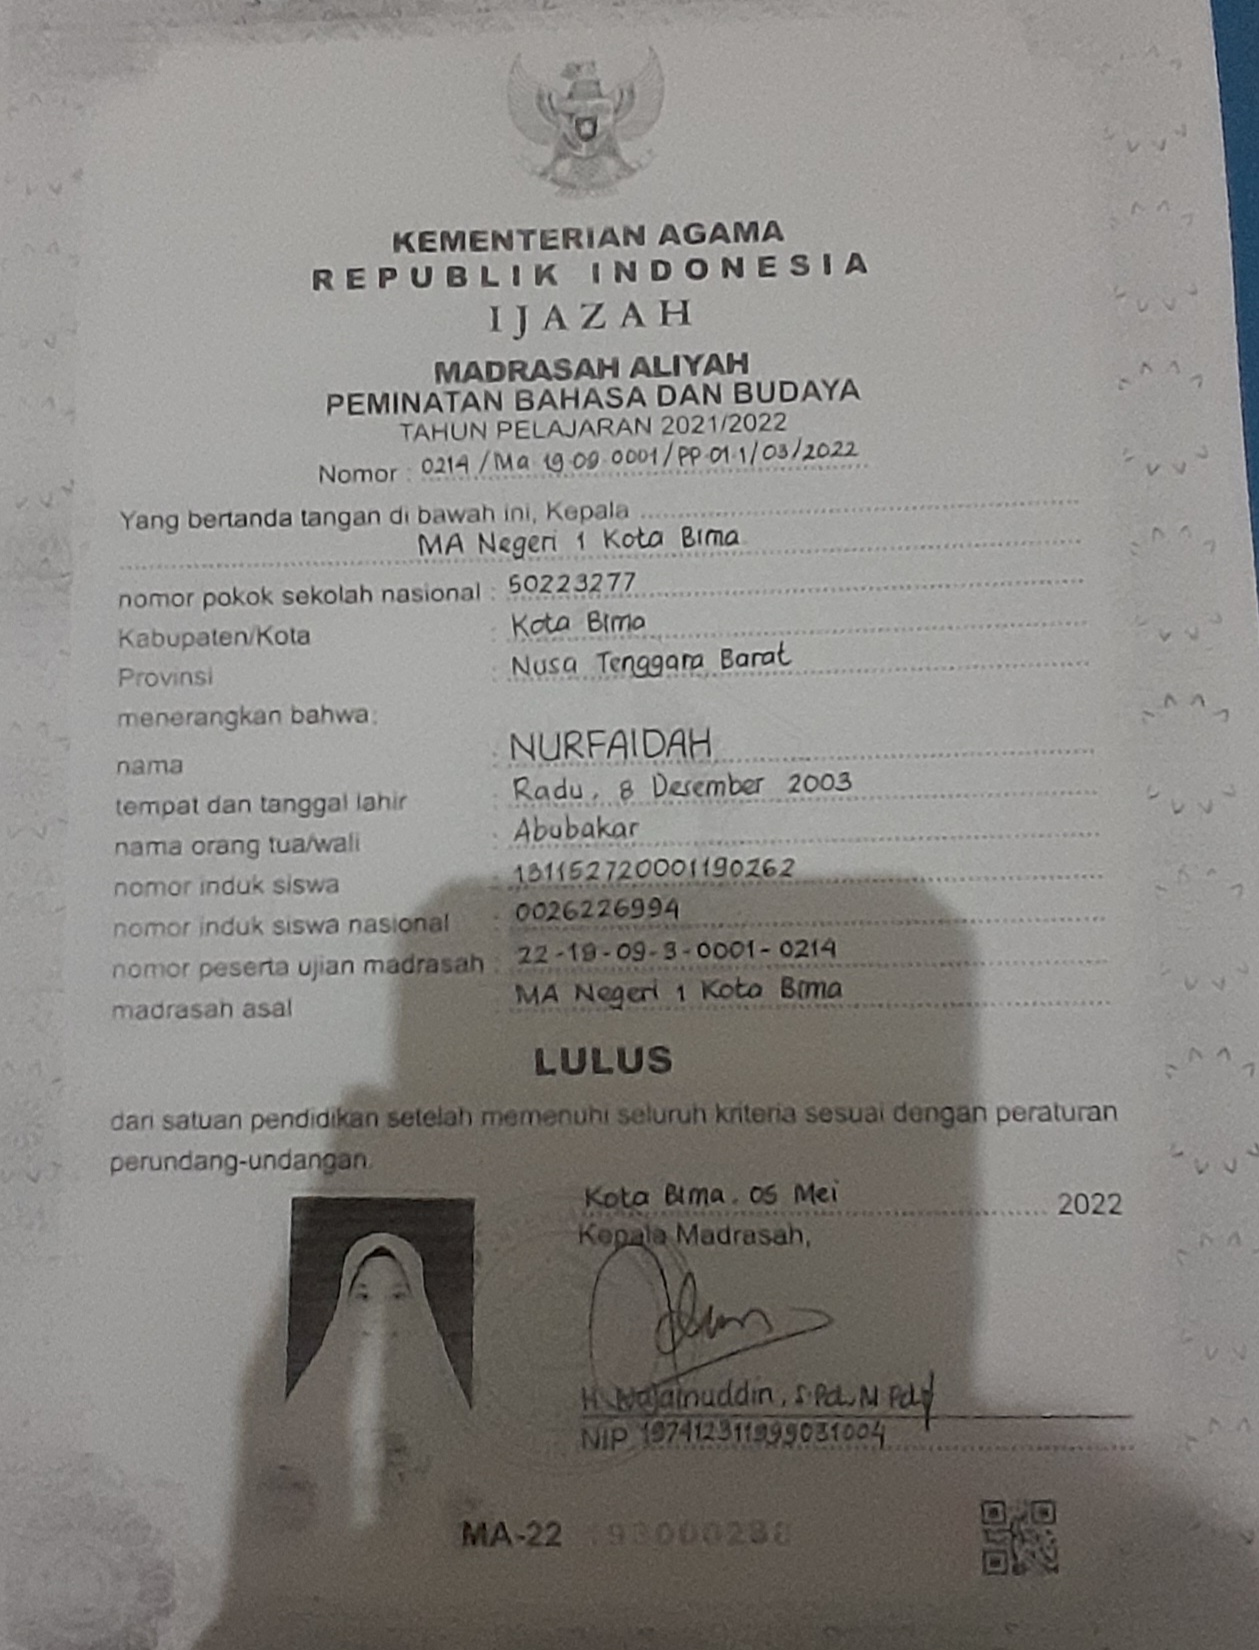 KEMENTERIAN AGAMA
REPUBLIK INDONESIA
IJAZAH
MADRASAH ALIYAH
PEMINATAN BAHASA DAN BUDAYA
TAHUN PELAJARAN 2021/2022
Nomor : 0214/Ma 19.09.0001/PP.01.1/03/2022
Yang bertanda tangan di bawah ini, Kepala
MA Negeri 1 Kota Bima
nomor pokok sekolah nasional : 50223277
Kabupaten/Kota : Kota Bima
Provinsi : Nusa Tenggara Barat
menerangkan bahwa:
nama : NURFAIDAH
tempat dan tanggal lahir : Radu, 8 Desember 2003
nama orang tua/wali : Abubakar
nomor induk siswa : 131152720001190262
nomor induk siswa nasional : 0026226994
nomor peserta ujian madrasah : 22-19-09-3-0001-0214
madrasah asal : MA Negeri 1 Kota Bima
LULUS
dari satuan pendidikan setelah memenuhi seluruh kriteria sesuai dengan peraturan
perundang-undangan.
Kota Bima, 05 Mei 2022
Kepala Madrasah,
H. S.Pd., M.Pd
NIP 197412311999031004
MA-22